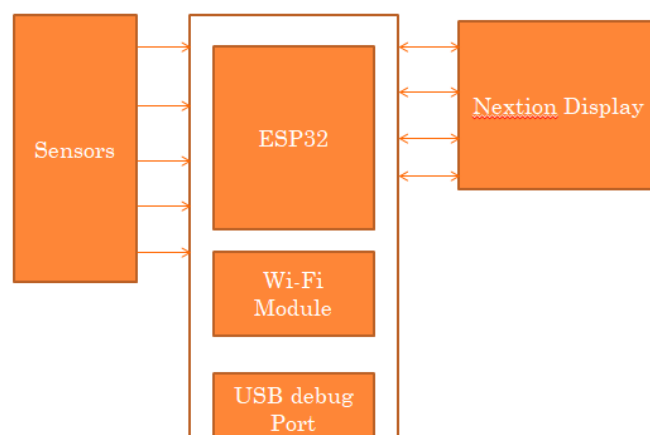 Sensors
ESP32
Nextion Display
Wi-Fi
Module
USB debug
Port